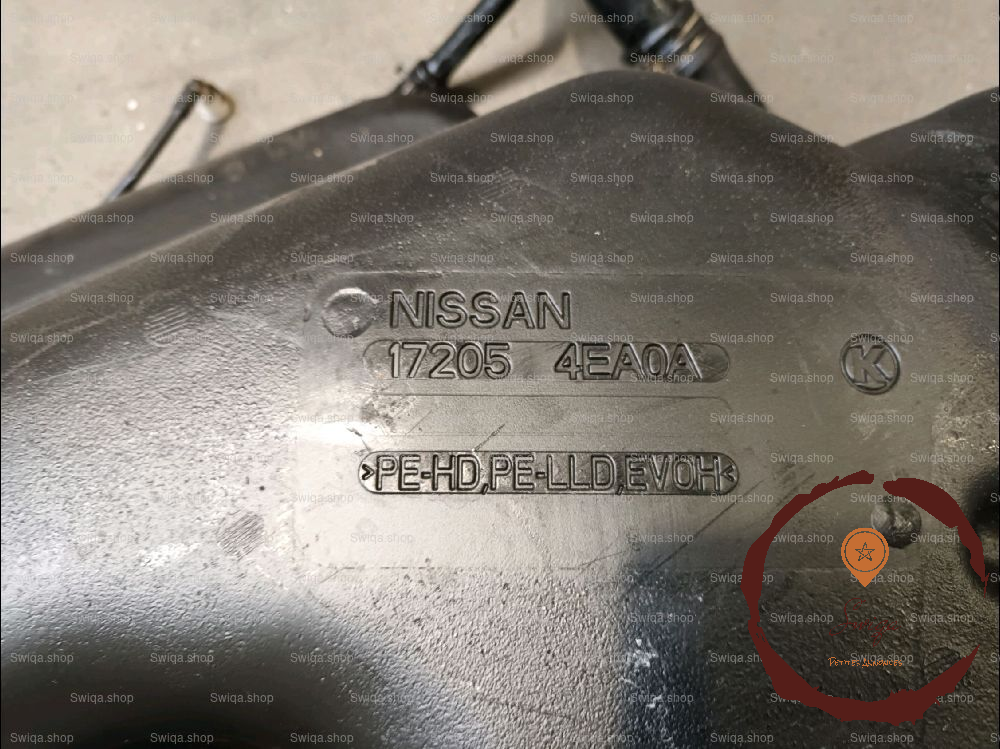 NISSAN
17205 4EA0A
K
>PE-HD,PE-LLD,EVOH<
Swiqa.shop